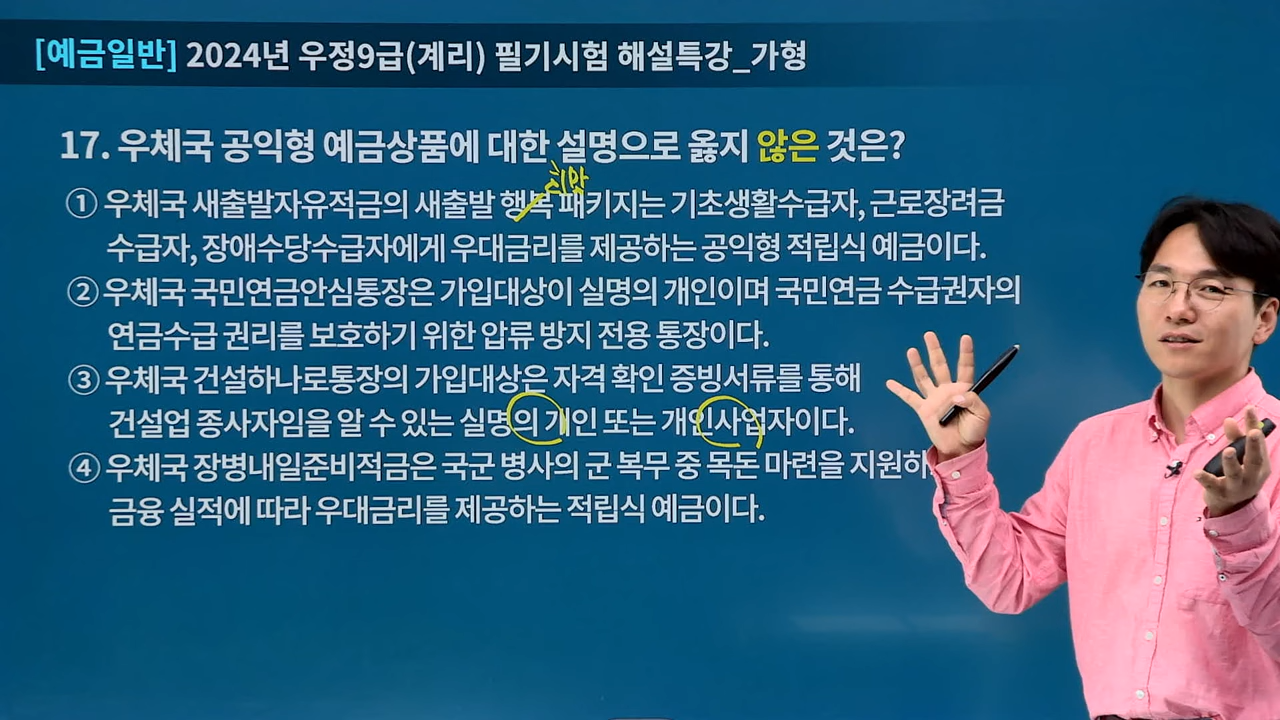 [예금일반] 2024년 우정9급(계리) 필기시험 해설특강_가형
17. 우체국 공익형 예금상품에 대한 설명으로 옳지 않은 것은?
희망
① 우체국 새출발자유적금의 새출발 행복 패키지는 기초생활수급자, 근로장려금
수급자, 장애수당수급자에게 우대금리를 제공하는 공익형 적립식 예금이다.
② 우체국 국민연금안심통장은 가입대상이 실명의 개인이며 국민연금 수급권자의
연금수급 권리를 보호하기 위한 압류 방지 전용 통장이다.
③ 우체국 건설하나로통장의 가입대상은 자격 확인 증빙서류를 통해
건설업 종사자임을 알 수 있는 실명의 개인 또는 개인사업자이다.
④ 우체국 장병내일준비적금은 국군 병사의 군 복무 중 목돈 마련을 지원하
금융 실적에 따라 우대금리를 제공하는 적립식 예금이다.